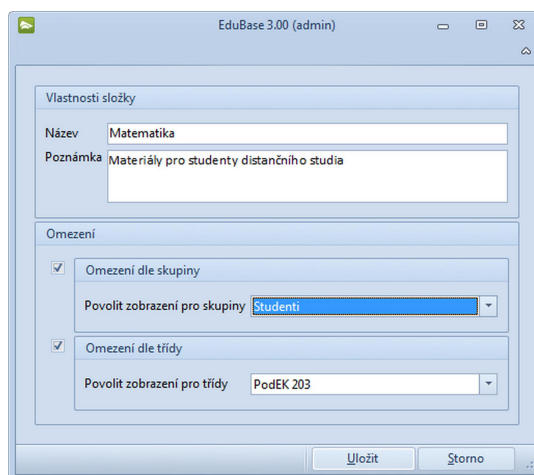 EduBase 3.00 (admin)
Vlastnosti složky
Název Matematika
Poznámka Materiály pro studenty distančního studia
Omezení
Omezení dle skupiny
Povolit zobrazení pro skupiny Studenti
Omezení dle třídy
Povolit zobrazení pro třídy PodEK 203
Uložit Storno